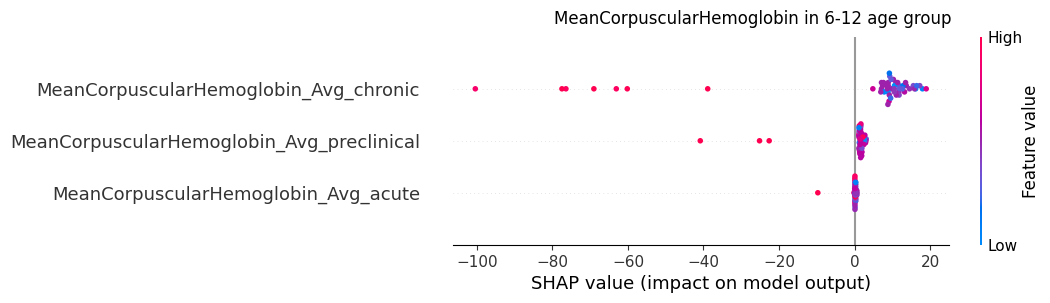 MeanCorpuscularHemoglobin in 6-12 age group
High
MeanCorpuscularHemoglobin_Avg_chronic
MeanCorpuscularHemoglobin_Avg_preclinical
MeanCorpuscularHemoglobin_Avg_acute
Feature value
Low
−100 −80 −60 −40 −20 0 20
SHAP value (impact on model output)